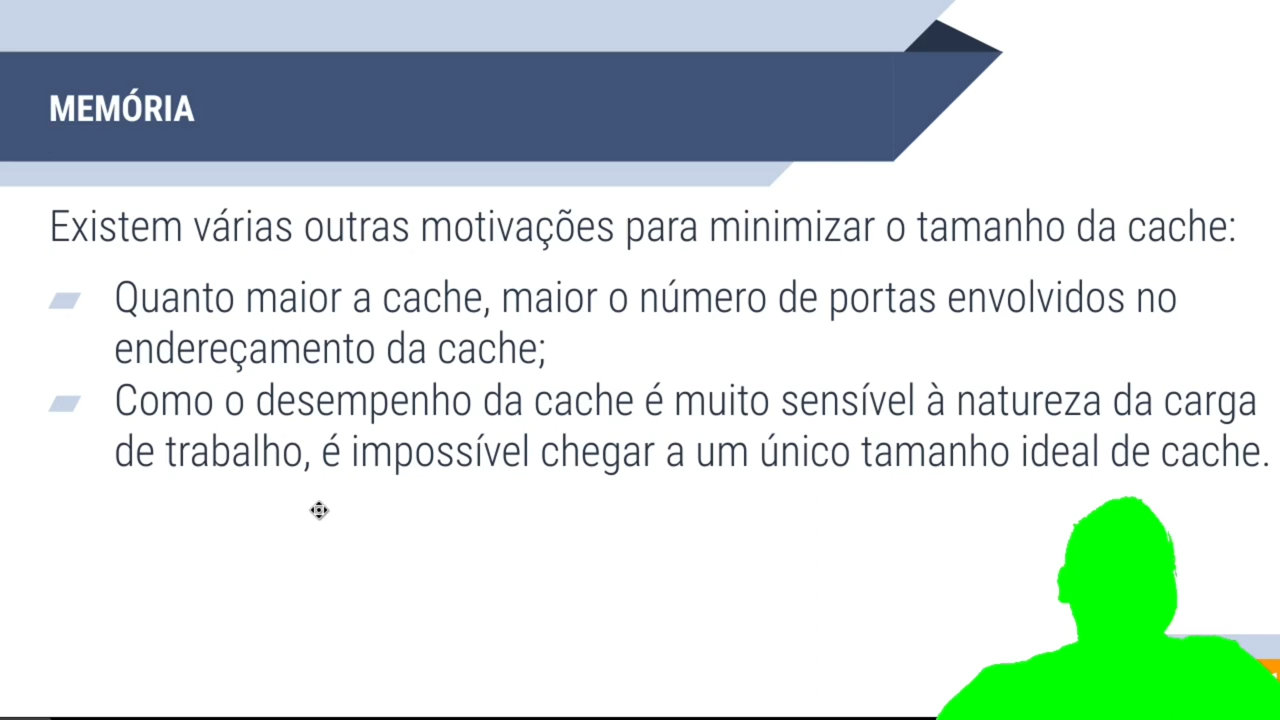 MEMÓRIA
Existem várias outras motivações para minimizar o tamanho da cache:
Quanto maior a cache, maior o número de portas envolvidos no
endereçamento da cache;
Como o desempenho da cache é muito sensível à natureza da carga
de trabalho, é impossível chegar a um único tamanho ideal de cache.